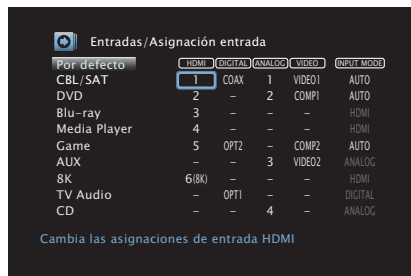 Entradas/Asignación entrada
Por defecto HDMI DIGITAL ANALOG VIDEO INPUT MODE
CBL/SAT 1 COAX 1 VIDEO1 AUTO
DVD 2 – 2 COMP1 AUTO
Blu-ray 3 – – – HDMI
Media Player 4 – – – HDMI
Game 5 OPT2 – COMP2 AUTO
AUX – – 3 VIDEO2 ANALOG
8K 6(8K) – – – HDMI
TV Audio – OPT1 – – DIGITAL
CD – – 4 – ANALOG
Cambia las asignaciones de entrada HDMI